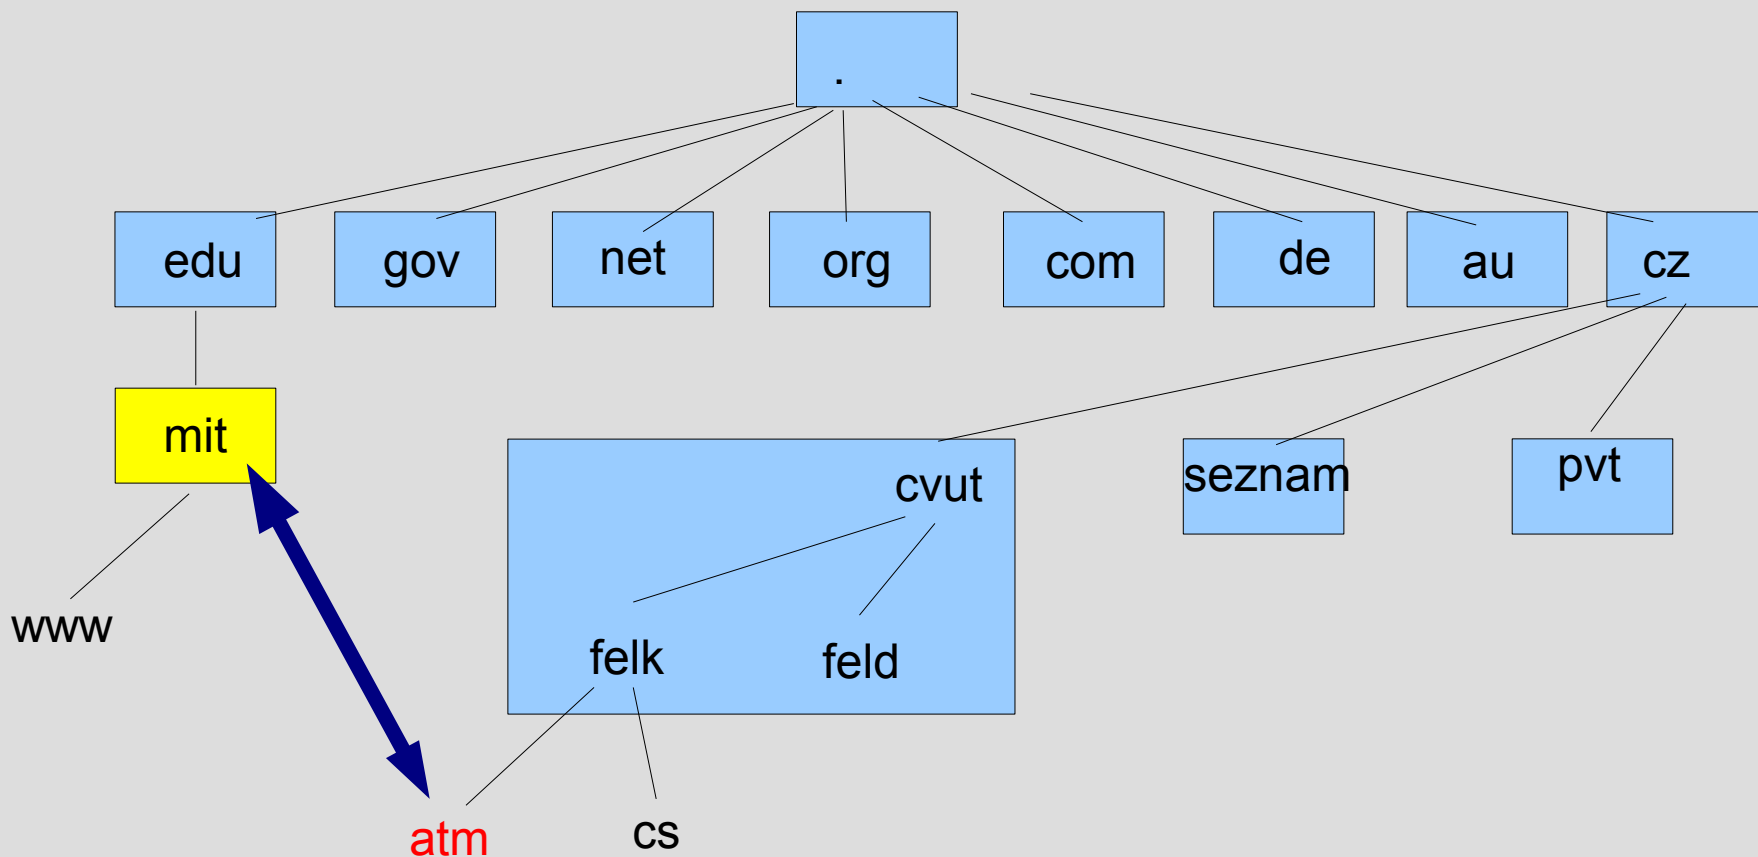 .
edu gov net org com de au cz
mit
cvut seznam pvt
www
felk feld
atm cs